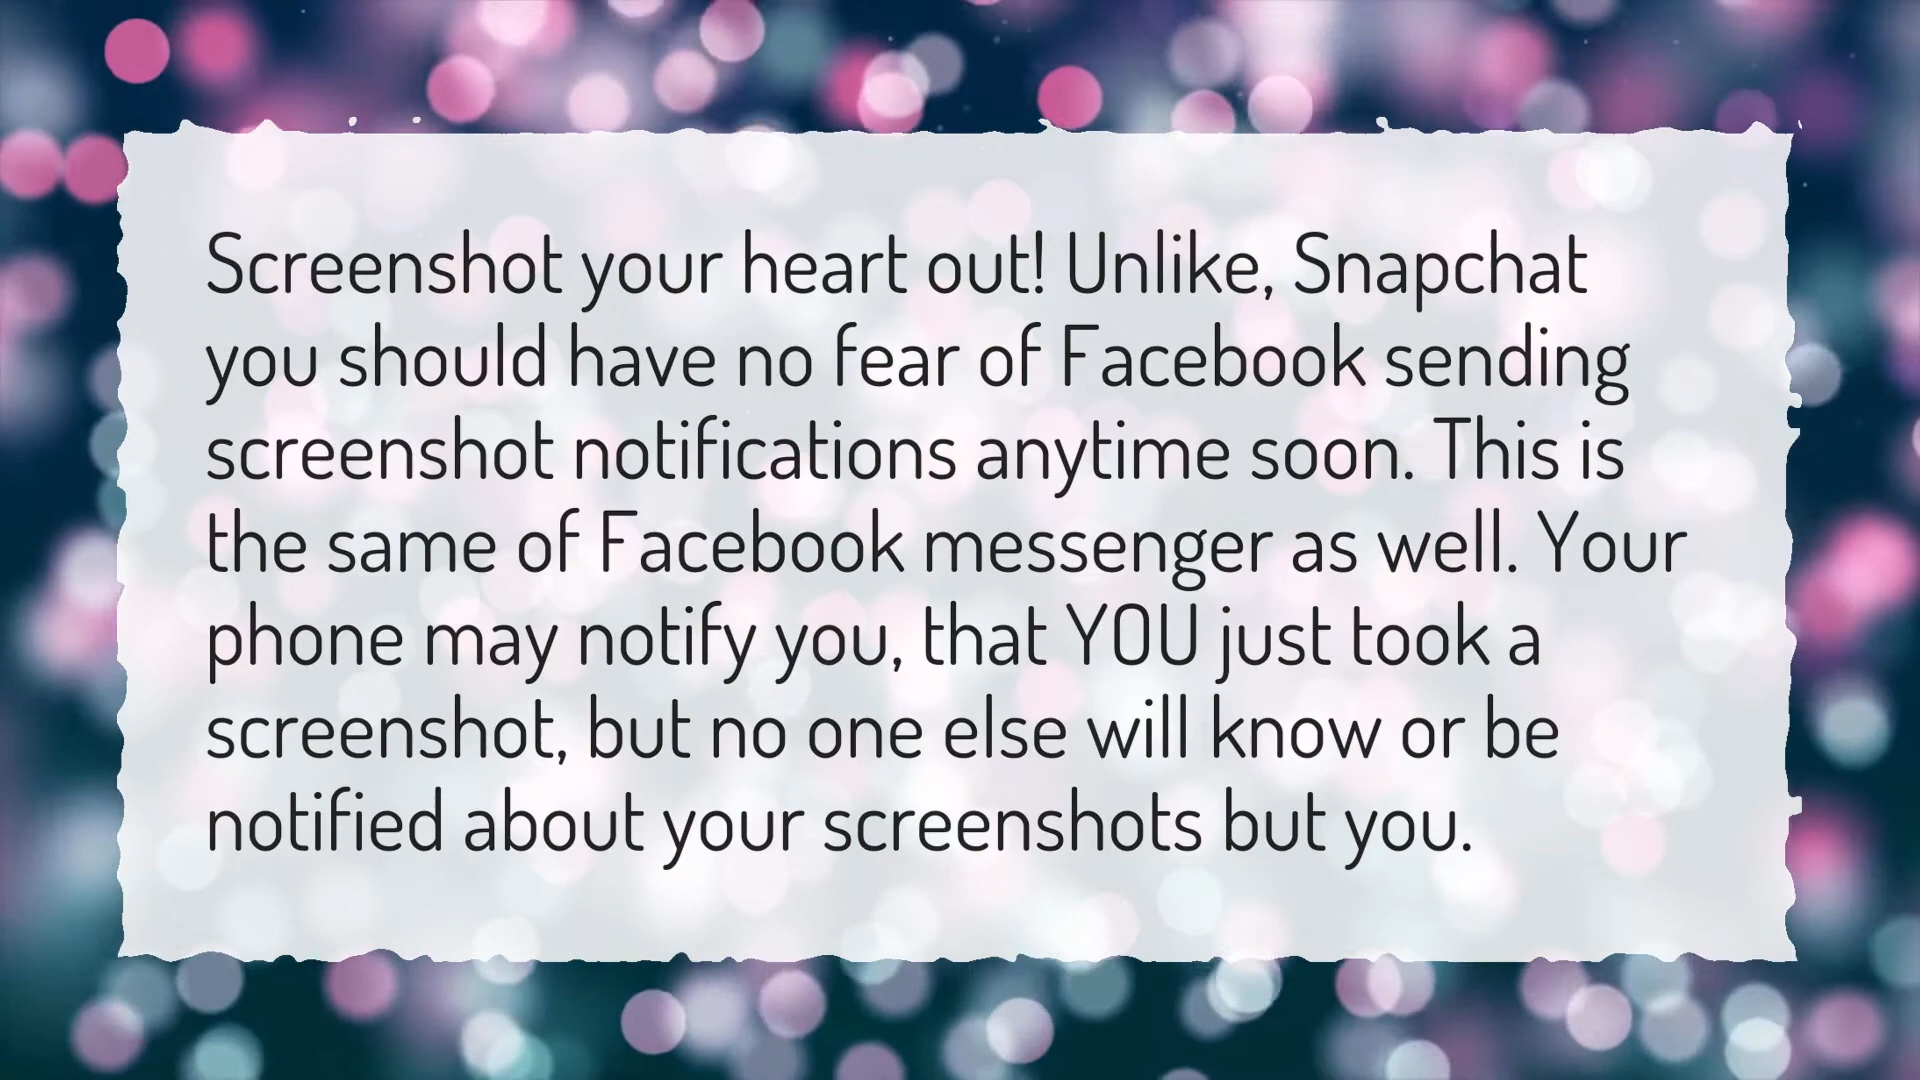 Screenshot your heart out! Unlike, Snapchat
you should have no fear of Facebook sending
screenshot notifications anytime soon. This is
the same of Facebook messenger as well. Your
phone may notify you, that YOU just took a
screenshot, but no one else will know or be
notified about your screenshots but you.